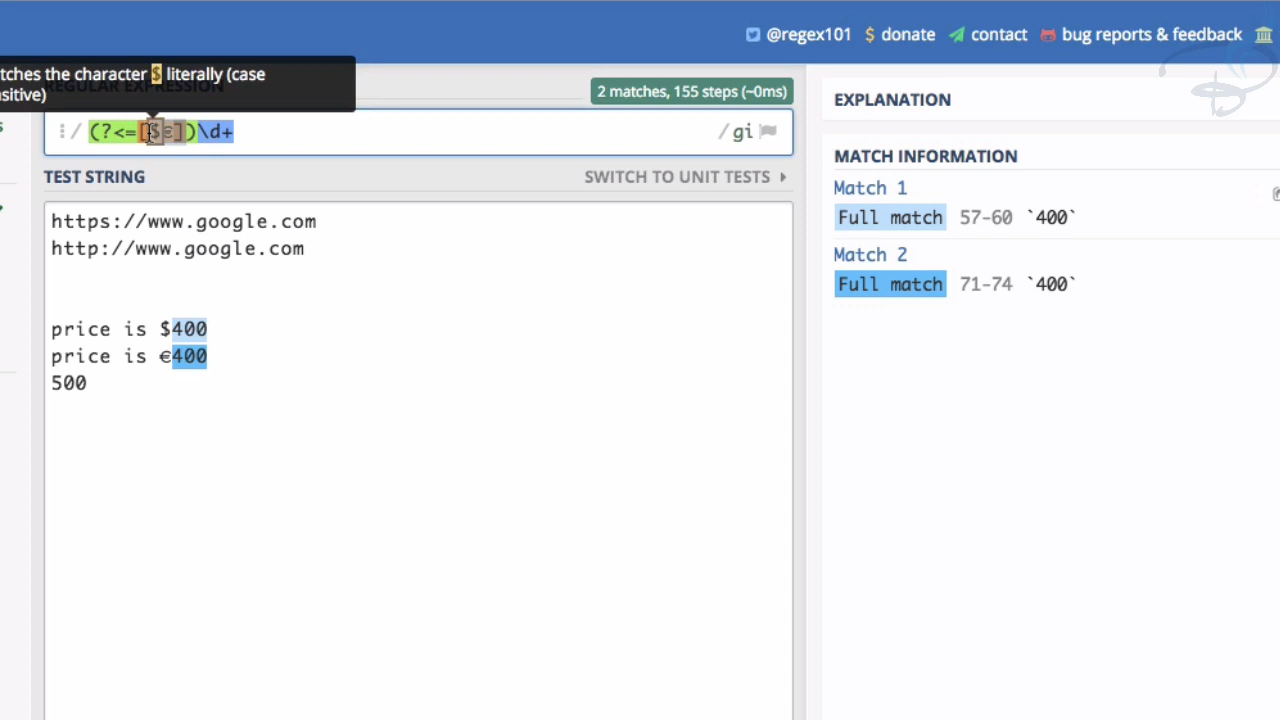 @regex101 $ donate contact bug reports & feedback
tches the character $ literally (case
sitive)
REGULAR EXPRESSION
2 matches, 155 steps (~0ms)
/ (?<=[$€])\d+ / gi
TEST STRING
SWITCH TO UNIT TESTS
https://www.google.com
http://www.google.com
price is $400
price is €400
500
EXPLANATION
MATCH INFORMATION
Match 1
Full match 57-60 `400`
Match 2
Full match 71-74 `400`